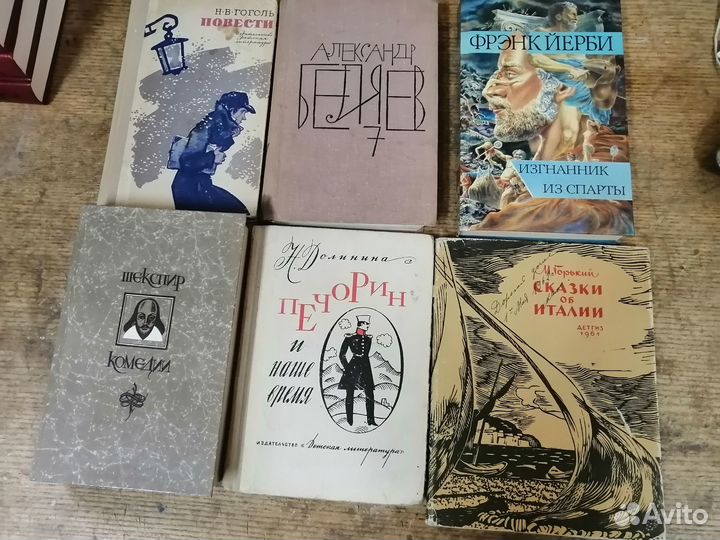 Н·В·ГОГОЛЬ
ПОВЕСТИ
АЛЕКСАНДР
БЕЛЯЕВ
7
ФРЭНК ЙЕРБИ
ИЗГНАННИК
ИЗ СПАРТЫ
ШЕКСПИР
КОМЕДИИ
Н. Долинина
ПЕЧОРИН
и
наше
время
ИЗДАТЕЛЬСТВО «Детская литература»
М. Горький
СКАЗКИ
ОБ
ИТАЛИИ
ДЕТГИЗ
1961
Avito